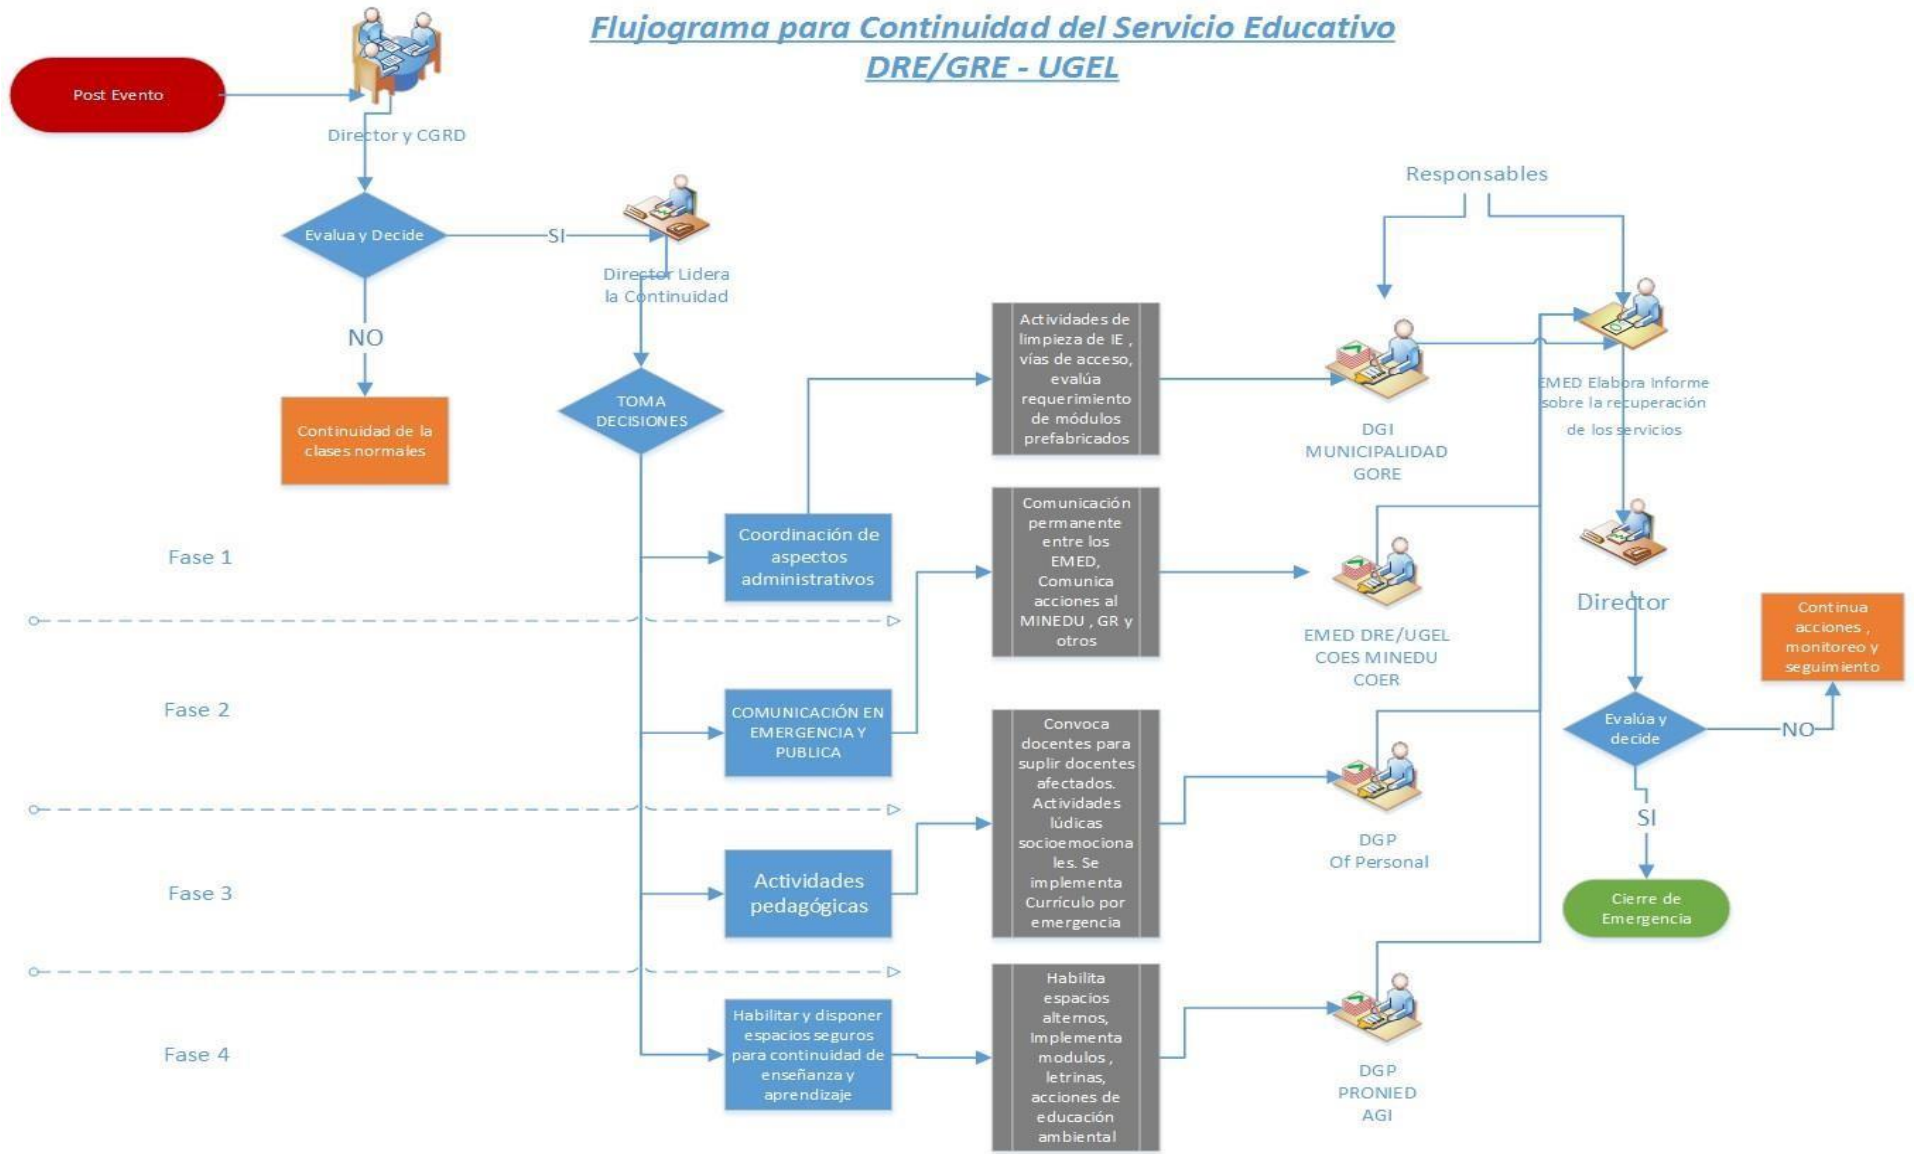 Flujograma para Continuidad del Servicio Educativo
DRE/GRE - UGEL
Post Evento
Director y CGRD
Evalua y Decide
SI
NO
Continuidad de la
clases normales
Director Lidera
la Continuidad
TOMA
DECISIONES
Responsables
Fase 1
Coordinación de
aspectos
administrativos
Actividades de
limpieza de IE ,
vías de acceso,
evalúa
requerimiento
de módulos
prefabricados
DGI
MUNICIPALIDAD
GORE
Fase 2
COMUNICACIÓN EN
EMERGENCIA Y
PUBLICA
Comunicación
permanente
entre los
EMED,
Comunica
acciones al
MINEDU , GR y
otros
EMED DRE/UGEL
COES MINEDU
COER
Fase 3
Actividades
pedagógicas
Convoca
docentes para
suplir docentes
afectados.
Actividades
lúdicas
socioemociona
les. Se
implementa
Currículo por
emergencia
DGP
Of Personal
Fase 4
Habilitar y disponer
espacios seguros
para continuidad de
enseñanza y
aprendizaje
Habilita
espacios
alternos,
Implementa
modulos ,
letrinas,
acciones de
educación
ambiental
DGP
PRONIED
AGI
EMED Elabora Informe
sobre la recuperación
de los servicios
Director
Evalúa y
decide
NO
Continua
acciones ,
monitoreo y
seguimiento
SI
Cierre de
Emergencia